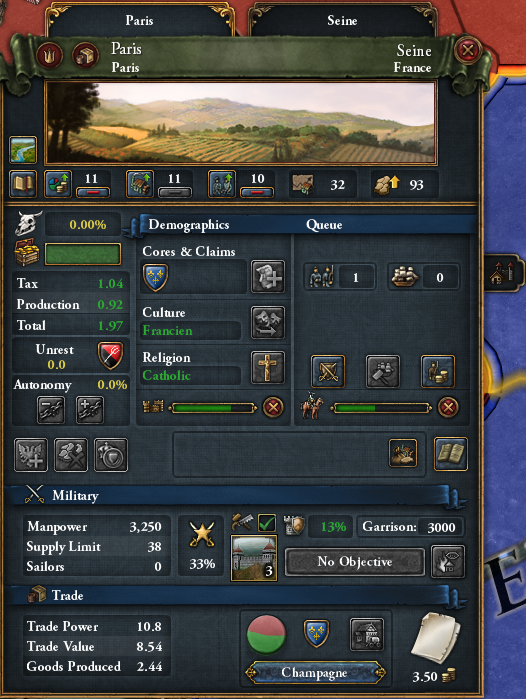 Paris Seine
Paris Seine
Paris France
11 11 10 32 93
0.00% Demographics Queue
Cores & Claims
Tax 1.04
1 0
Production 0.92
Culture
Total 1.97
Francien
Unrest
0.0
Religion
Catholic
Autonomy 0.0%
Military
Manpower 3,250
Supply Limit 38
Sailors 0
33%
3
13% Garrison: 3000
No Objective
Trade
Trade Power 10.8
Trade Value 8.54
Goods Produced 2.44
Champagne
3.50